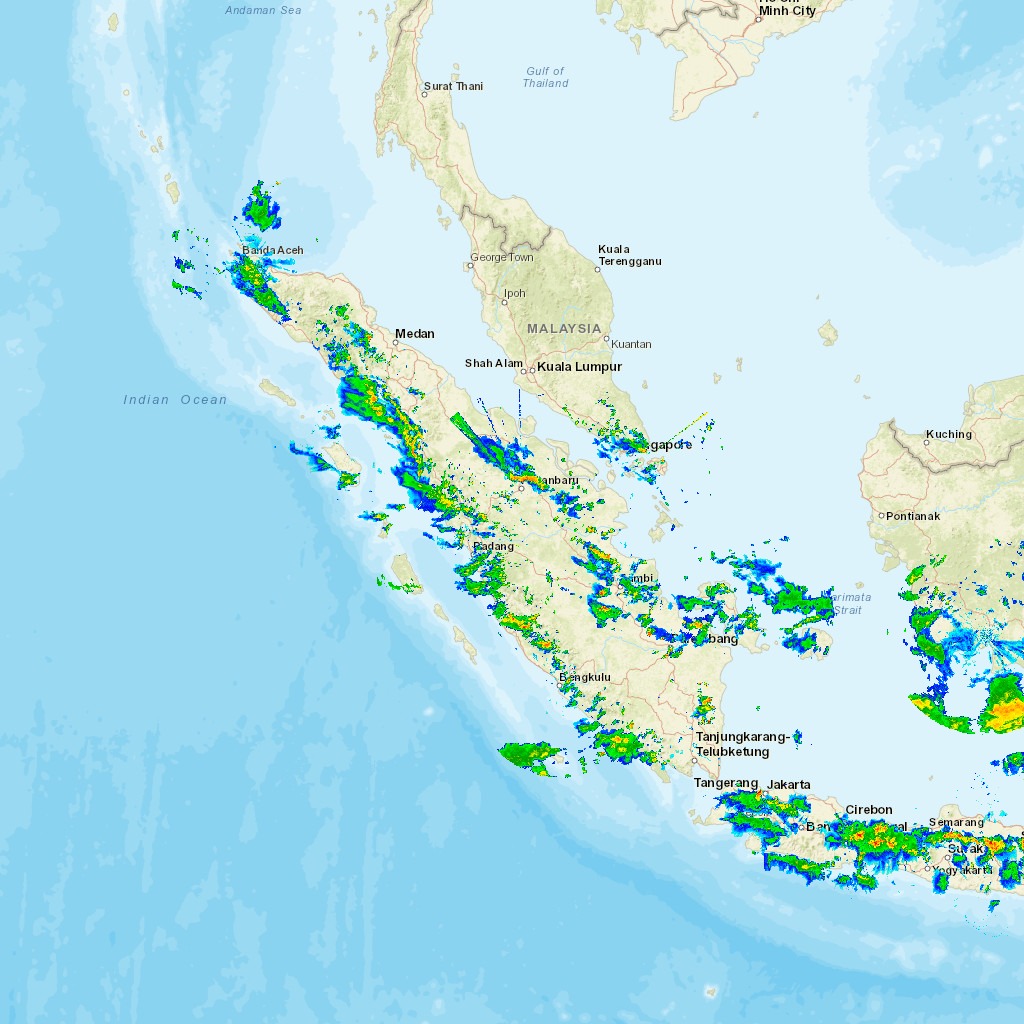 Andaman Sea
Minh City
Gulf of
Thailand
Surat Thani
Banda Aceh
George Town
Kuala
Terengganu
Ipoh
MALAYSIA
Medan
Kuantan
Shah Alam
Kuala Lumpur
Indian Ocean
Kuching
Pontianak
Padang
Strait
Bengkulu
Tanjungkarang-
Telubketung
Tangerang
Jakarta
Cirebon
Semarang
Yogyakarta